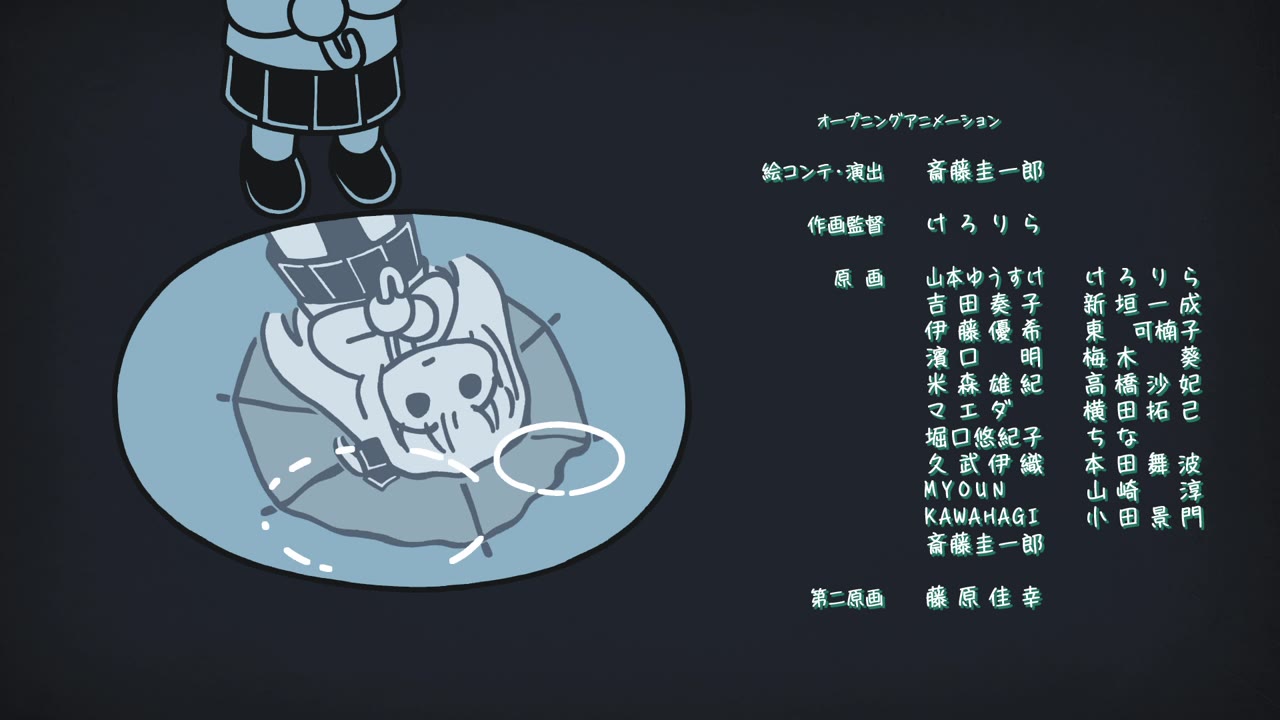 オープニングアニメーション
絵コンテ・演出 斎藤圭一郎
作画監督 けろりら
原画 山本ゆうすけ けろりら
吉田奏子 新垣一成
伊藤優希 東 可楠子
濱口 明 梅木 葵
米森雄紀 高橋沙妃
マエダ 横田拓己
堀口悠紀子 ちな
久武伊織 本田舞波
MYOUN 山崎 淳
KAWAHAGI 小田景門
斎藤圭一郎
第二原画 藤原佳幸